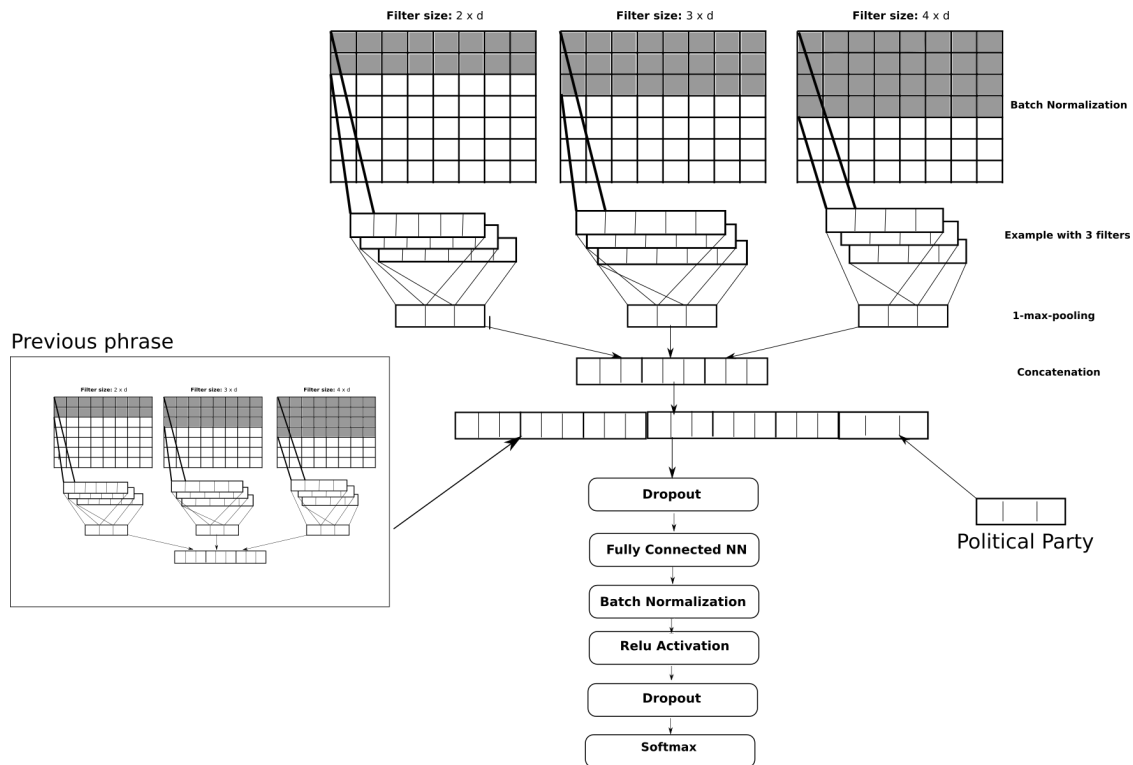 Filter size: 2 x d
Filter size: 3 x d
Filter size: 4 x d
Batch Normalization
Example with 3 filters
1-max-pooling
Previous phrase
Concatenation
Filter size: 2 x d
Filter size: 3 x d
Filter size: 4 x d
Dropout
Political Party
Fully Connected NN
Batch Normalization
Relu Activation
Dropout
Softmax